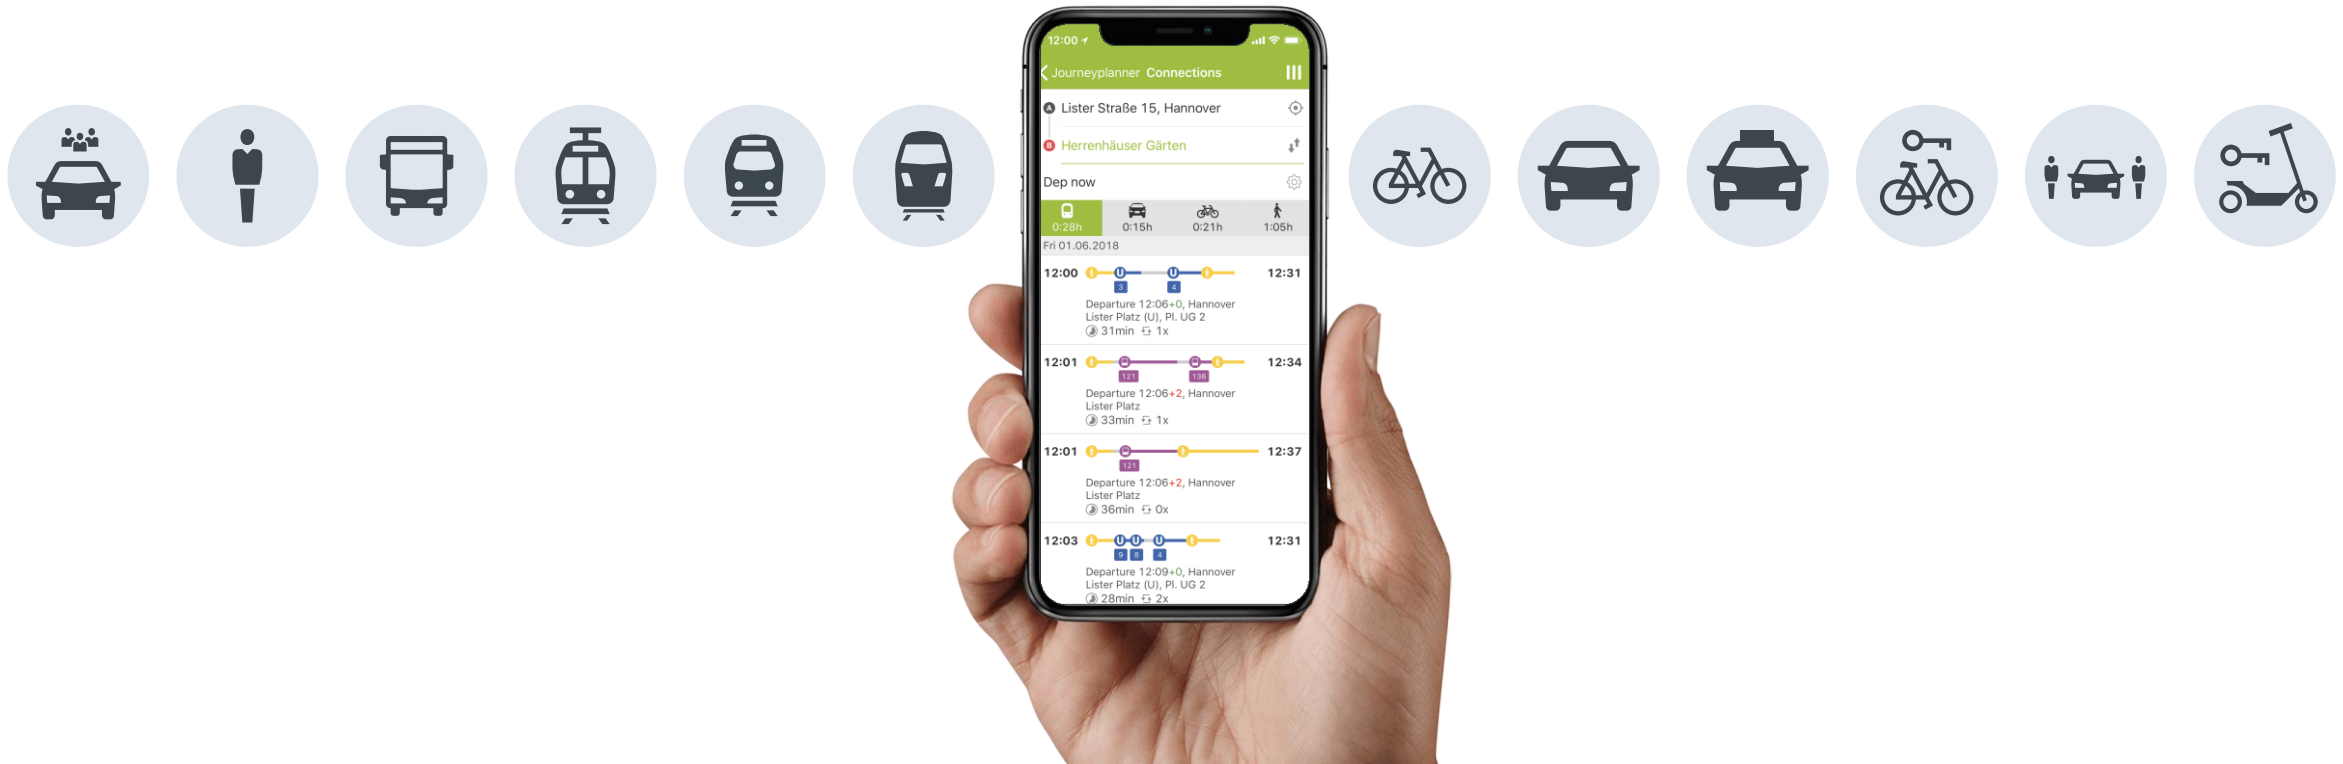 12:00
Journeyplanner Connections
A Lister Straße 15, Hannover
B Herrenhäuser Gärten
Dep now
0:28h 0:15h 0:21h 1:05h
Fri 01.06.2018
12:00 U U 12:31
3 4
Departure 12:06+0, Hannover
Lister Platz (U), Pl. UG 2
31min 1x
12:01 12:34
121 136
Departure 12:06+2, Hannover
Lister Platz
33min 1x
12:01 12:37
121
Departure 12:06+2, Hannover
Lister Platz
36min 0x
12:03 U U U 12:31
9 8 4
Departure 12:09+0, Hannover
Lister Platz (U), Pl. UG 2
28min 2x